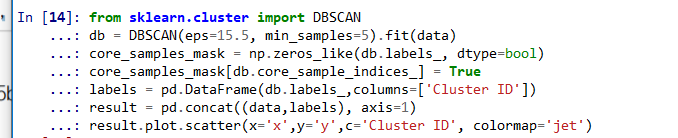 In [14]: from sklearn.cluster import DBSCAN
...: db = DBSCAN(eps=15.5, min_samples=5).fit(data)
...: core_samples_mask = np.zeros_like(db.labels_, dtype=bool)
...: core_samples_mask[db.core_sample_indices_] = True
...: labels = pd.DataFrame(db.labels_,columns=['Cluster ID'])
...: result = pd.concat((data,labels), axis=1)
...: result.plot.scatter(x='x',y='y',c='Cluster ID', colormap='jet')